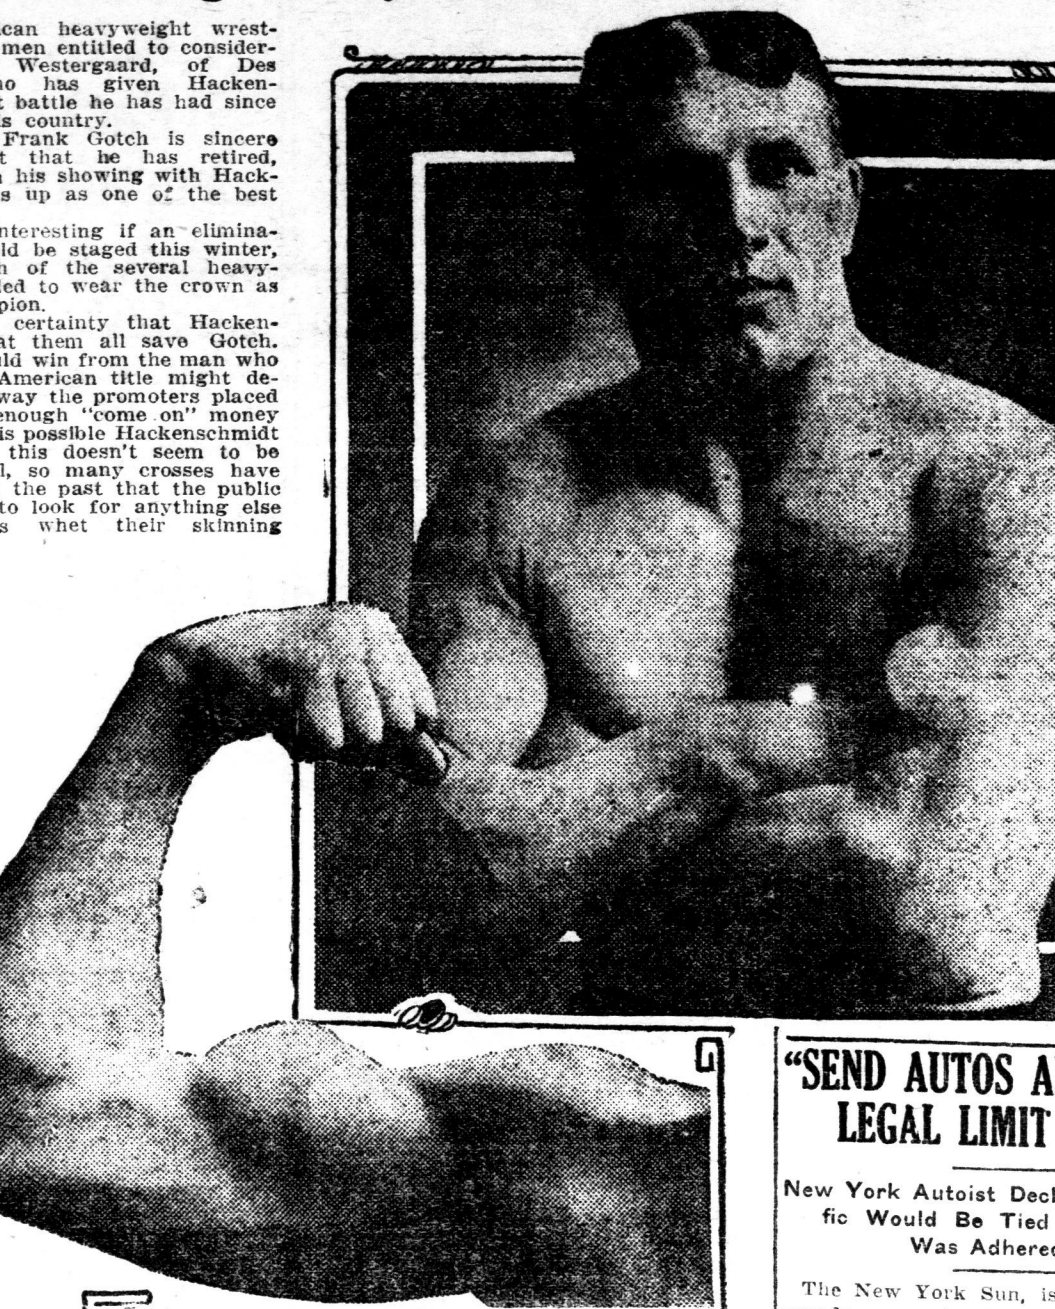 can heavyweight wrest-
men entitled to consider-
Westergaard, of Des
o has given Hacken-
t battle he has had since
s country.
Frank Gotch is sincere
t that he has retired,
his showing with Hack-
s up as one of the best
nteresting if an elimina-
ld be staged this winter,
n of the several heavy-
led to wear the crown as
pion.
certainty that Hacken-
at them all save Gotch.
ld win from the man who
American title might de-
way the promoters placed
enough "come on" money
is possible Hackenschmidt
this doesn't seem to be
l, so many crosses have
the past that the public
to look for anything else
s whet their skinning
"SEND AUTOS A
LEGAL LIMIT
New York Autoist Decl
fic Would Be Tied
Was Adhered
The New York Sun, is